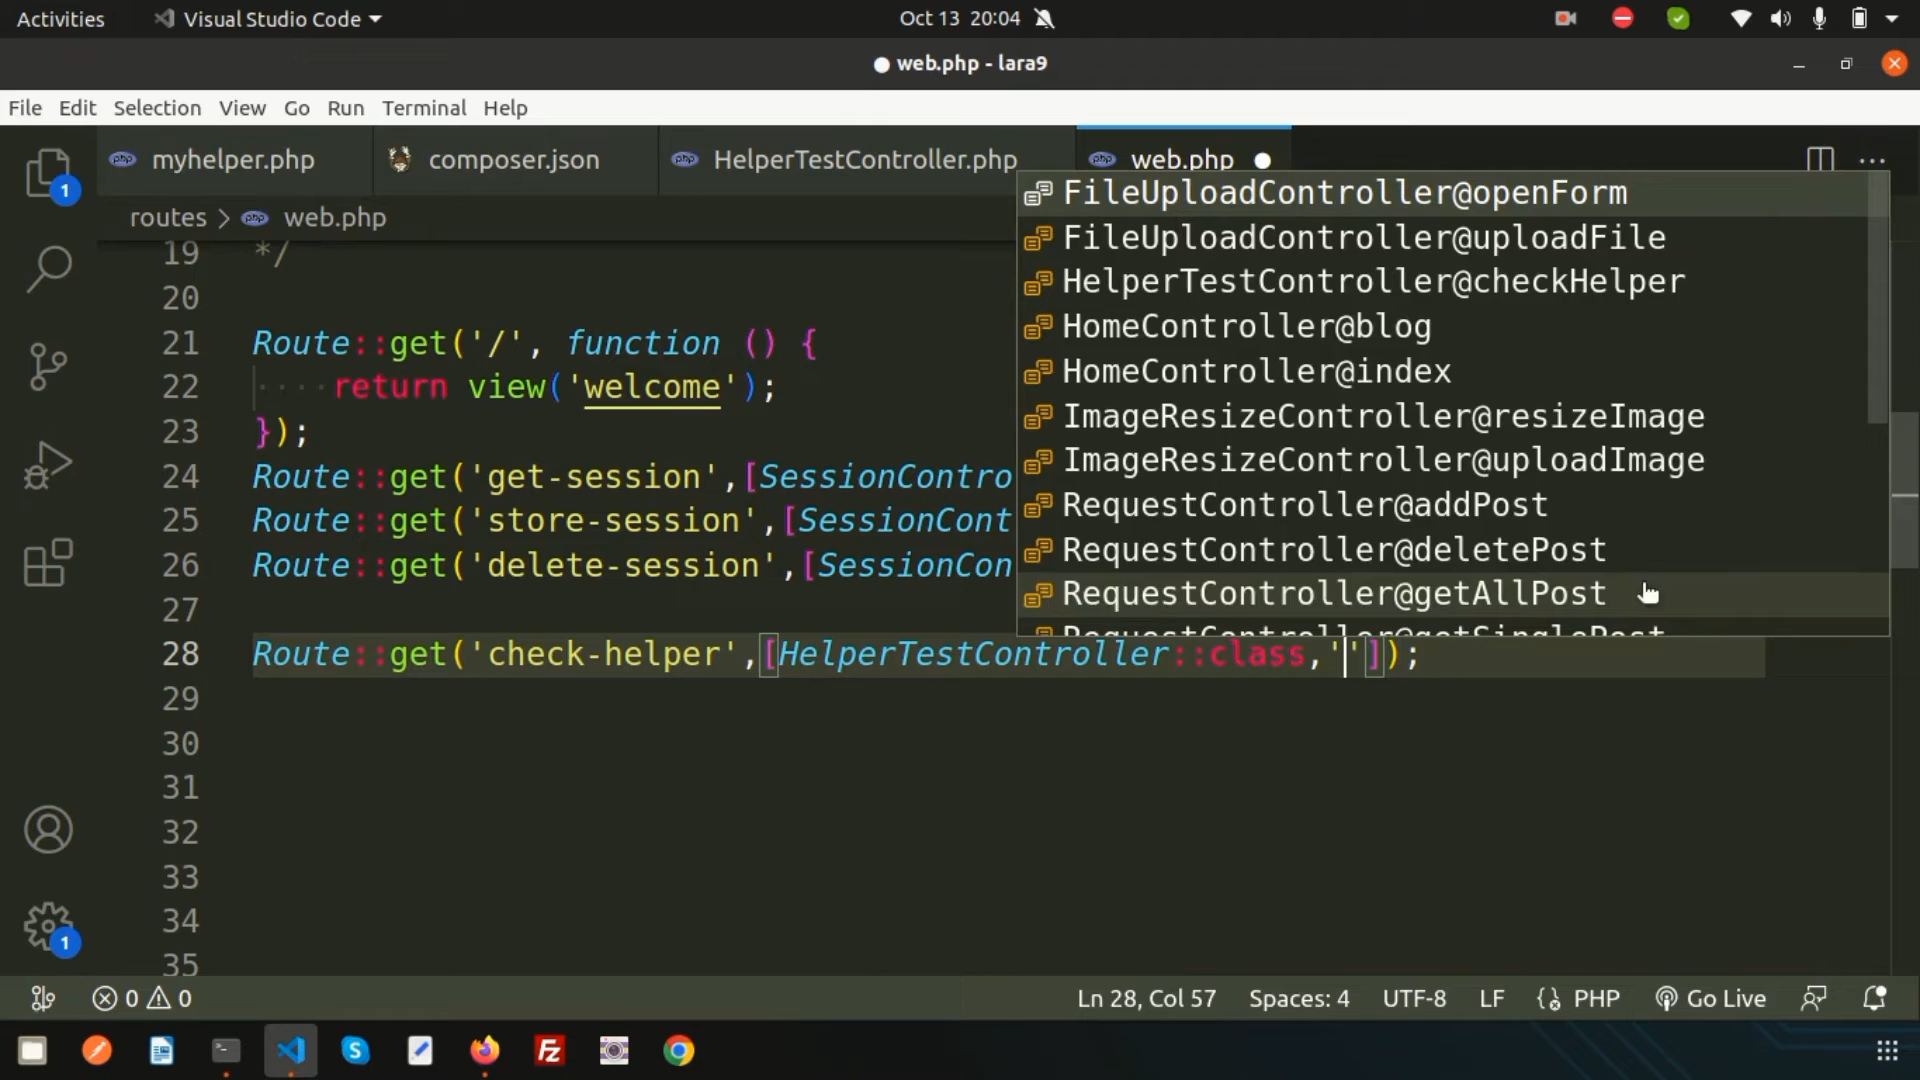 Activities
Visual Studio Code
Oct 13 20:04
web.php - lara9
File Edit Selection View Go Run Terminal Help
myhelper.php
composer.json
HelperTestController.php
web.php
routes > web.php
FileUploadController@openForm
FileUploadController@uploadFile
HelperTestController@checkHelper
HomeController@blog
HomeController@index
ImageResizeController@resizeImage
ImageResizeController@uploadImage
RequestController@addPost
RequestController@deletePost
RequestController@getAllPost
RequestController@getSinglePost
19 */
20
21 Route::get('/', function () {
22 ····return view('welcome');
23 });
24 Route::get('get-session',[SessionContro
25 Route::get('store-session',[SessionCont
26 Route::get('delete-session',[SessionCon
27
28 Route::get('check-helper',[HelperTestController::class,'']);
29
30
31
32
33
34
35
1
1
0 0
Ln 28, Col 57
Spaces: 4
UTF-8
LF
PHP
Go Live